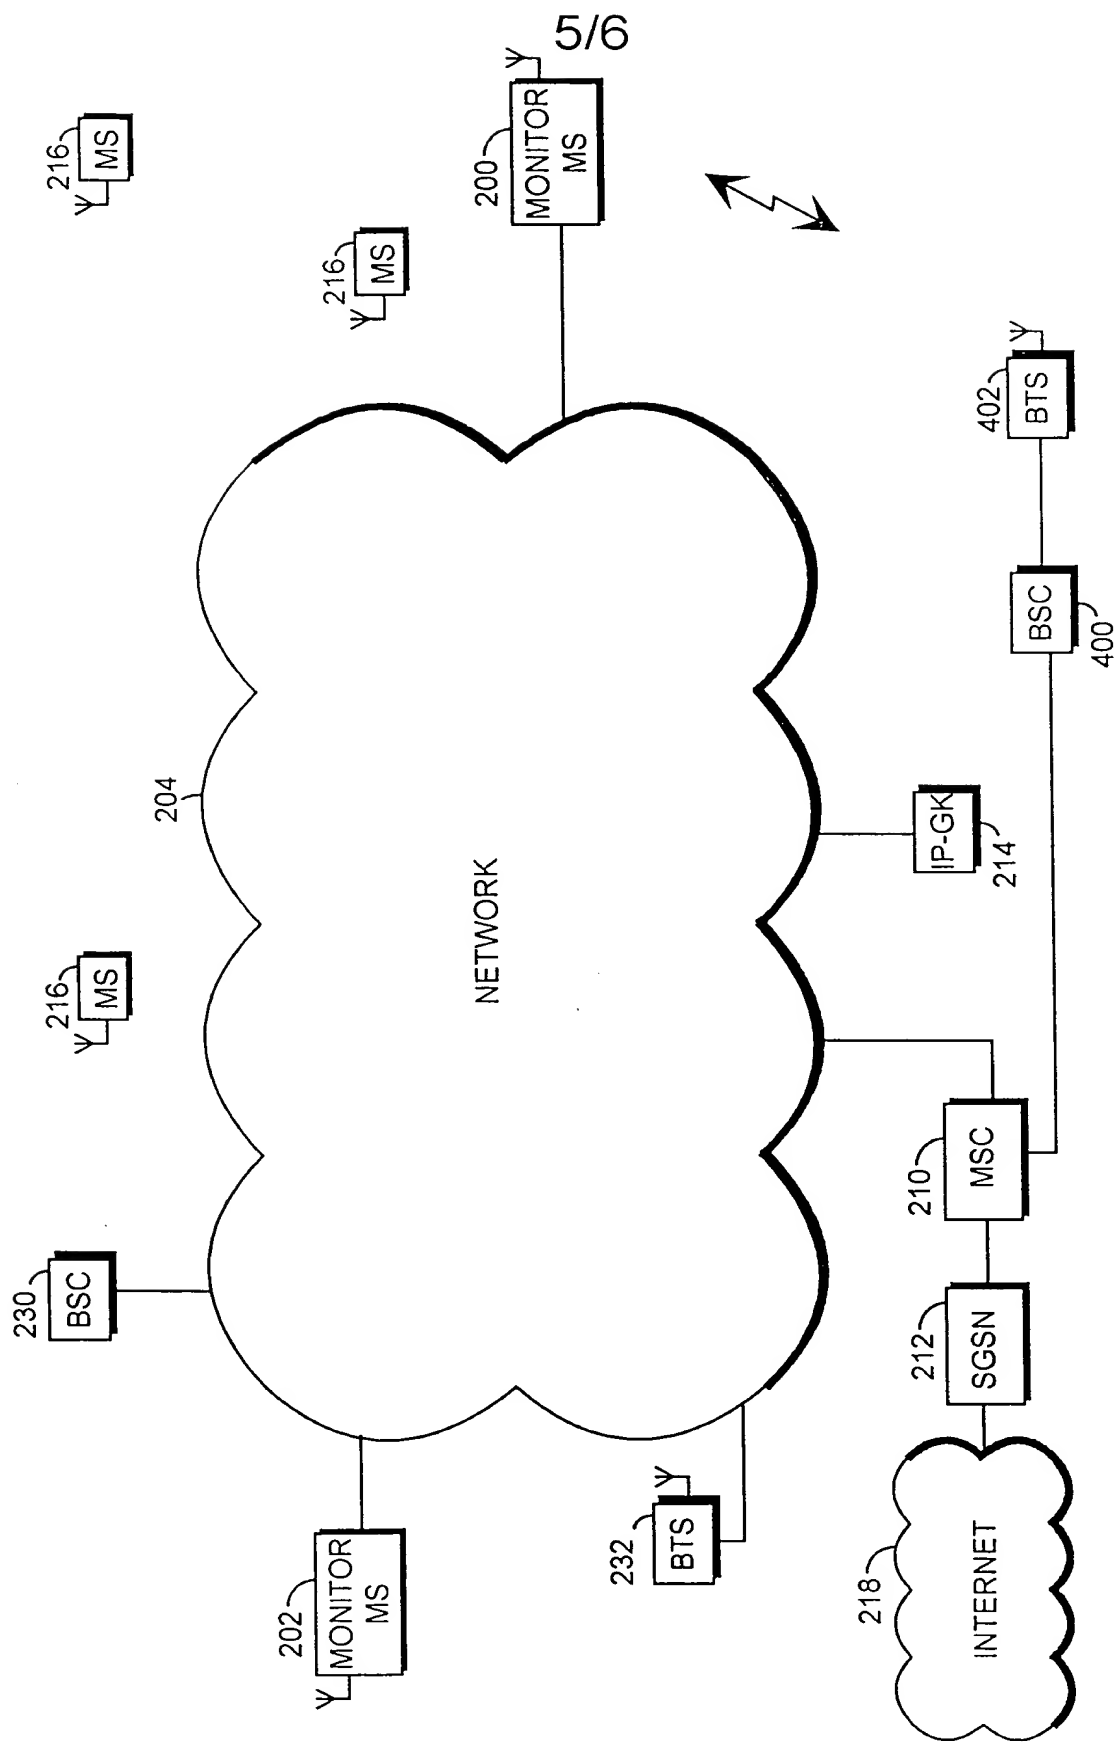 5/6
216
MS
216
MS
200
MONITOR
MS
402
BTS
BSC
400
204
NETWORK
IP-GK
214
216
MS
210
MSC
230
BSC
212
SGSN
202
MONITOR
MS
232
BTS
218
INTERNET